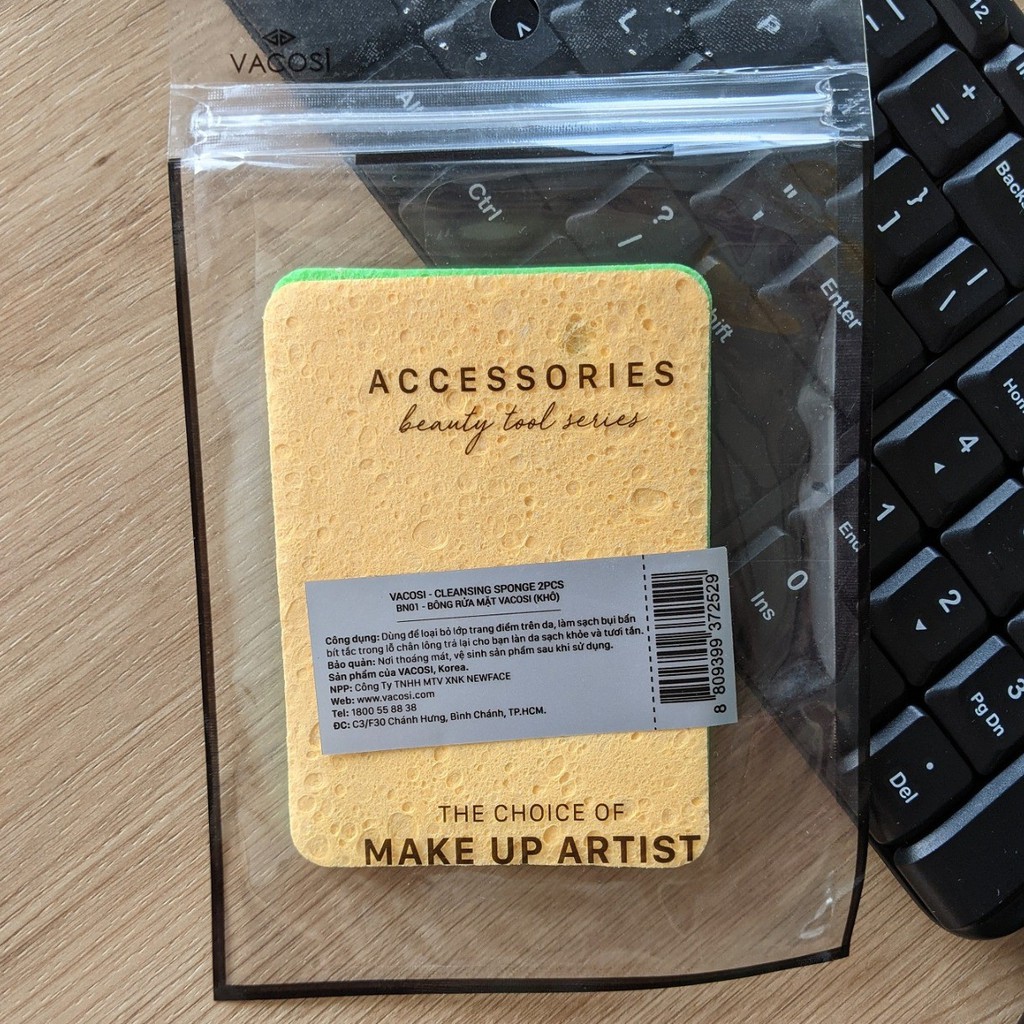 VACOSI
ACCESSORIES
beauty tool series
VACOSI - CLEANSING SPONGE 2PCS
BN01 - BÔNG RỬA MẶT VACOSI (KHÔ)
Công dụng: Dùng để loại bỏ lớp trang điểm trên da, làm sạch bụi bẩn
bít tắc trong lỗ chân lông trả lại cho bạn làn da sạch khỏe và tươi tắn.
Bảo quản: Nơi thoáng mát, vệ sinh sản phẩm sau khi sử dụng.
Sản phẩm của VACOSI, Korea.
NPP: Công Ty TNHH MTV XNK NEWFACE
Web: www.vacosi.com
Tel: 1800 55 88 38
ĐC: C3/F30 Chánh Hưng, Bình Chánh, TP.HCM.
8 809399 372529
THE CHOICE OF
MAKE UP ARTIST
12
L
P
+
=
Ctrl
?
/
"
'
}
]
|
\
Enter
4
1
End
2
0
Ins
3
Pg Dn
.
Del